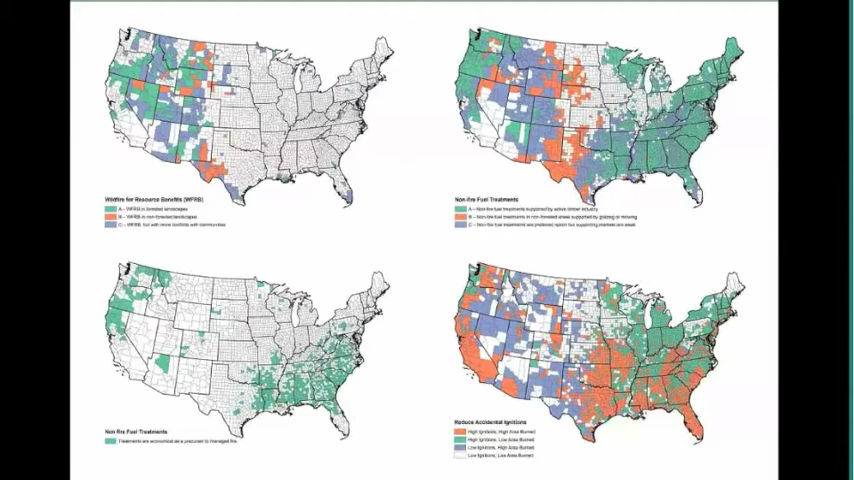 Wildfire for Resource Benefits (WFRB)
A – WFRB in forested landscapes
B – WFRB in non-forested landscapes
C – WFRB, but with more conflicts with communities
Non-fire Fuel Treatments
A – Non-fire fuel treatments supported by active timber industry
B – Non-fire fuel treatments in non-forested areas supported by grazing or mowing
C – Non-fire fuel treatments are preferred option but supporting markets are weak
Non fire Fuel Treatments
Treatments are economical as a precursor to managed fire
Reduce Accidental Ignitions
High Ignitions, High Area Burned
High Ignitions, Low Area Burned
Low Ignitions, High Area Burned
Low Ignitions, Low Area Burned